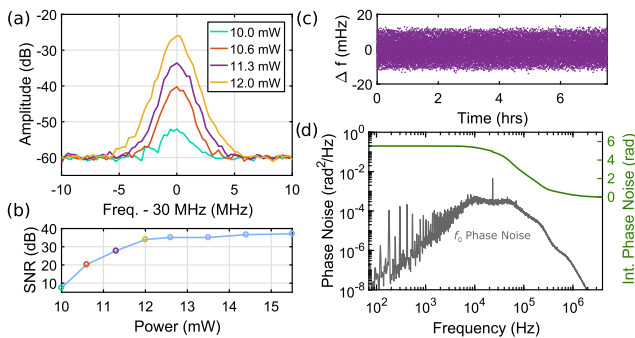 (a)
-20
-30
-40
-50
-60
Amplitude (dB)
10.0 mW
10.6 mW
11.3 mW
12.0 mW
-10
-5
0
5
10
Freq. - 30 MHz (MHz)
(b)
40
30
20
10
SNR (dB)
10
11
12
13
14
15
Power (mW)
(c)
20
0
-20
Δ f (mHz)
0
2
4
6
Time (hrs)
(d)
10⁰
10⁻²
10⁻⁴
10⁻⁶
10⁻⁸
Phase Noise (rad²/Hz)
f₀ Phase Noise
6
4
2
0
Int. Phase Noise (rad)
10²
10³
10⁴
10⁵
10⁶
Frequency (Hz)